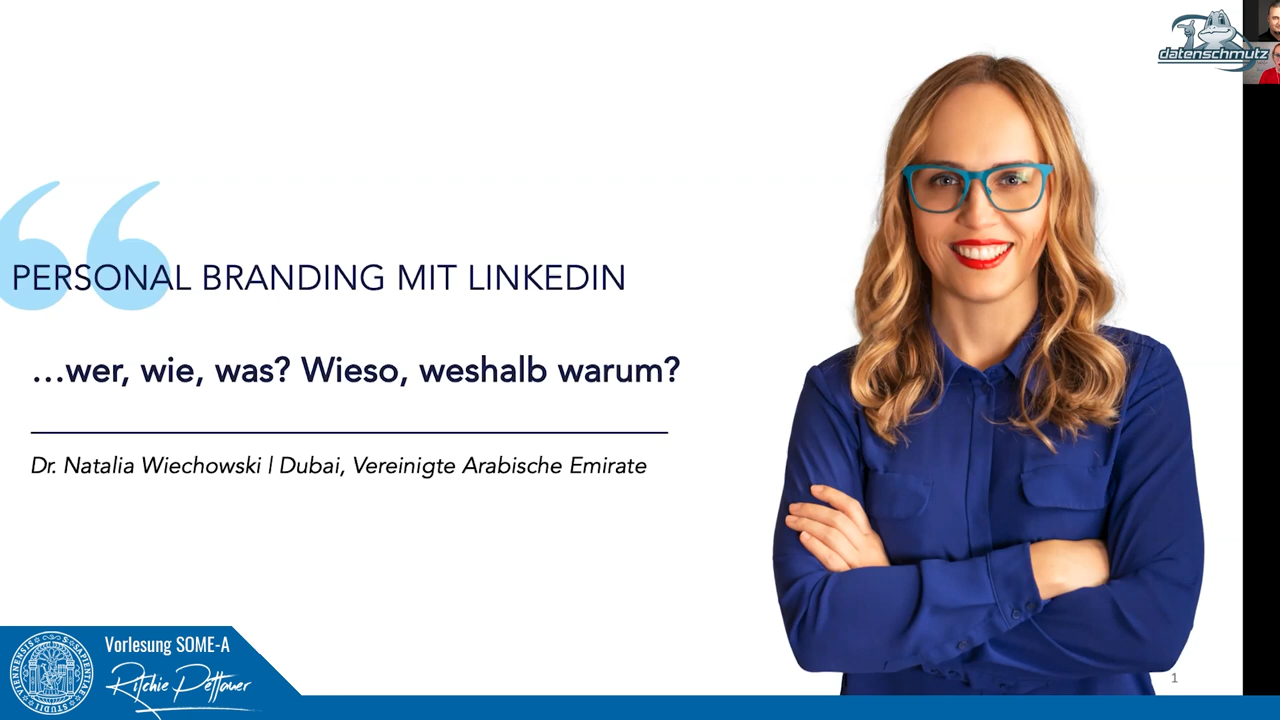 datenschmutz
PERSONAL BRANDING MIT LINKEDIN
...wer, wie, was? Wieso, weshalb warum?
Dr. Natalia Wiechowski | Dubai, Vereinigte Arabische Emirate
1
Vorlesung SOME-A
Ritchie Pettauer